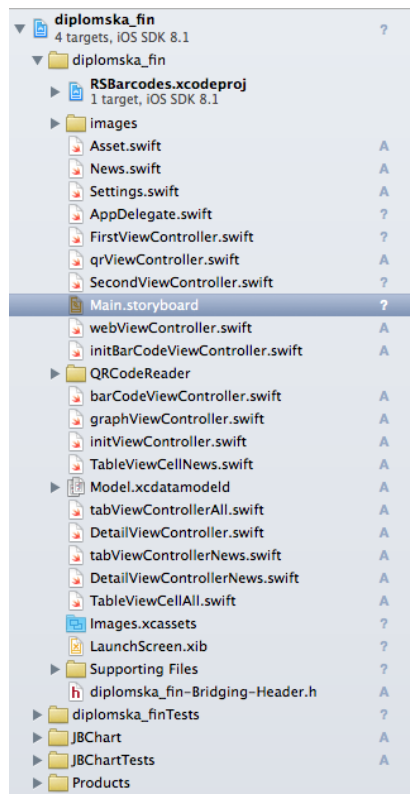 diplomska_fin ?
4 targets, iOS SDK 8.1
diplomska_fin
RSBarcodes.xcodeproj
1 target, iOS SDK 8.1
images
Asset.swift A
News.swift A
Settings.swift A
AppDelegate.swift ?
FirstViewController.swift ?
qrViewController.swift A
SecondViewController.swift ?
Main.storyboard ?
webViewController.swift A
initBarCodeViewController.swift A
QRCodeReader
barCodeViewController.swift A
graphViewController.swift A
initViewController.swift A
TableViewCellNews.swift A
Model.xcdatamodeld A
tabViewControllerAll.swift A
DetailViewController.swift A
tabViewControllerNews.swift A
DetailViewControllerNews.swift A
TableViewCellAll.swift A
Images.xcassets ?
LaunchScreen.xib ?
Supporting Files ?
h diplomska_fin-Bridging-Header.h A
diplomska_finTests ?
JBChart A
JBChartTests A
Products